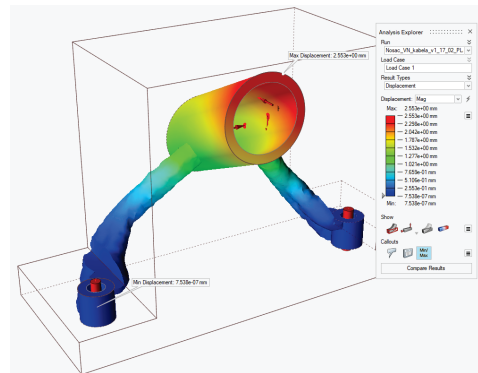 Max Displacement: 2.553e+00 mm
Min Displacement: 7.538e-07 mm
Analysis Explorer
Run
Nosac_VN_kabela_v1_17_02_PL
Load Case
Load Case 1
Result Types
Displacement
Displacement: Mag
Max: 2.553e+00 mm
2.553e+00 mm
2.298e+00 mm
2.042e+00 mm
1.787e+00 mm
1.532e+00 mm
1.277e+00 mm
1.021e+00 mm
7.659e-01 mm
5.106e-01 mm
2.553e-01 mm
7.538e-07 mm
Min: 7.538e-07 mm
Show
Callouts
Min/
Max
Compare Results